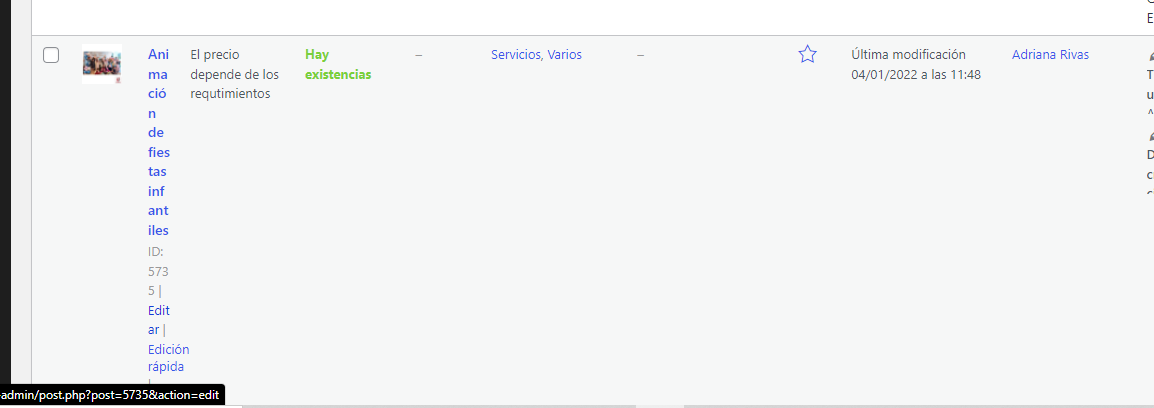 E
Ani
ma
ció
n
de
fies
tas
inf
ant
iles
ID:
573
5 |
Edit
ar |
Edición
rápida
|
El precio
depende de los
requtimientos
Hay
existencias
–
Servicios, Varios
–
Última modificación
04/01/2022 a las 11:48
Adriana Rivas
T
u
^
D
c
-admin/post.php?post=5735&action=edit